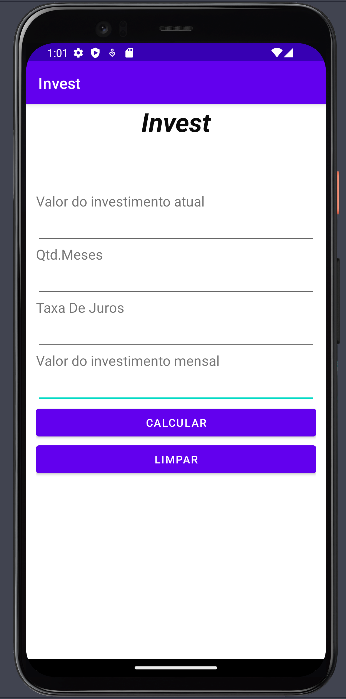 1:01
Invest
Invest
Valor do investimento atual
Qtd.Meses
Taxa De Juros
Valor do investimento mensal
CALCULAR
LIMPAR